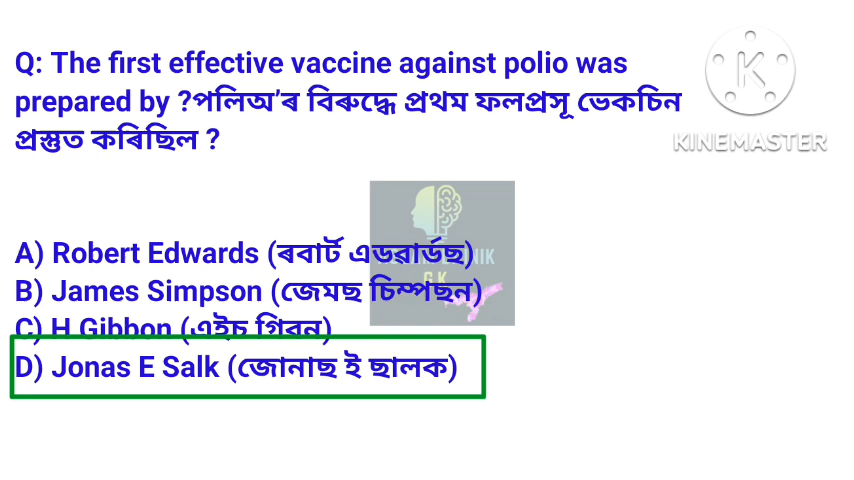 Q: The first effective vaccine against polio was
prepared by ?পলিঅ’ৰ বিৰুদ্ধে প্ৰথম ফলপ্ৰসূ ভেকচিন
প্ৰস্তুত কৰিছিল ?
KINEMASTER
A) Robert Edwards (ৰবাৰ্ট এডৱাৰ্ডছ)
NIK
G.K
B) James Simpson (জেমছ চিম্পছন)
C) H Gibbon (এইচ গিবন)
D) Jonas E Salk (জোনাছ ই ছালক)